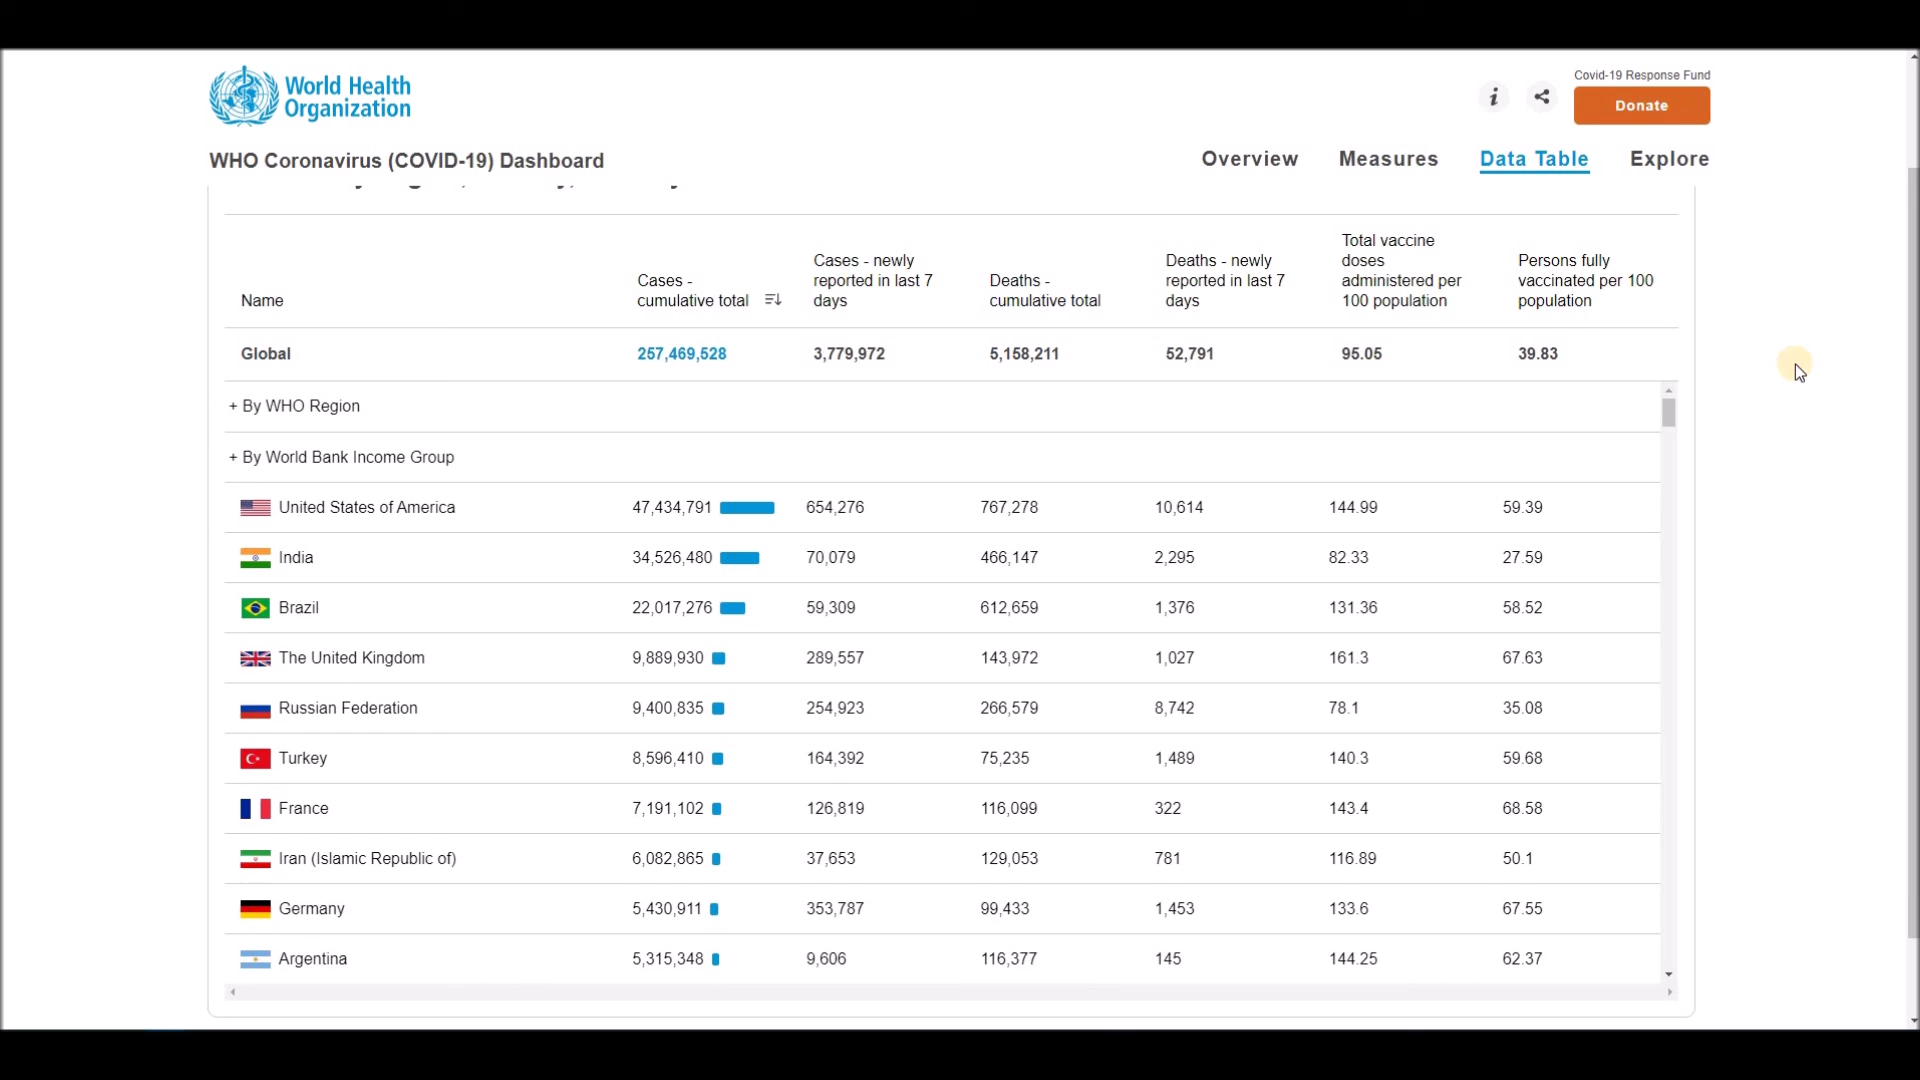 World Health
Organization
Covid-19 Response Fund
Donate
WHO Coronavirus (COVID-19) Dashboard
Overview Measures Data Table Explore
Name
Cases -
cumulative total
Cases - newly
reported in last 7
days
Deaths -
cumulative total
Deaths - newly
reported in last 7
days
Total vaccine
doses
administered per
100 population
Persons fully
vaccinated per 100
population
Global 257,469,528 3,779,972 5,158,211 52,791 95.05 39.83
+ By WHO Region
+ By World Bank Income Group
United States of America 47,434,791 654,276 767,278 10,614 144.99 59.39
India 34,526,480 70,079 466,147 2,295 82.33 27.59
Brazil 22,017,276 59,309 612,659 1,376 131.36 58.52
The United Kingdom 9,889,930 289,557 143,972 1,027 161.3 67.63
Russian Federation 9,400,835 254,923 266,579 8,742 78.1 35.08
Turkey 8,596,410 164,392 75,235 1,489 140.3 59.68
France 7,191,102 126,819 116,099 322 143.4 68.58
Iran (Islamic Republic of) 6,082,865 37,653 129,053 781 116.89 50.1
Germany 5,430,911 353,787 99,433 1,453 133.6 67.55
Argentina 5,315,348 9,606 116,377 145 144.25 62.37